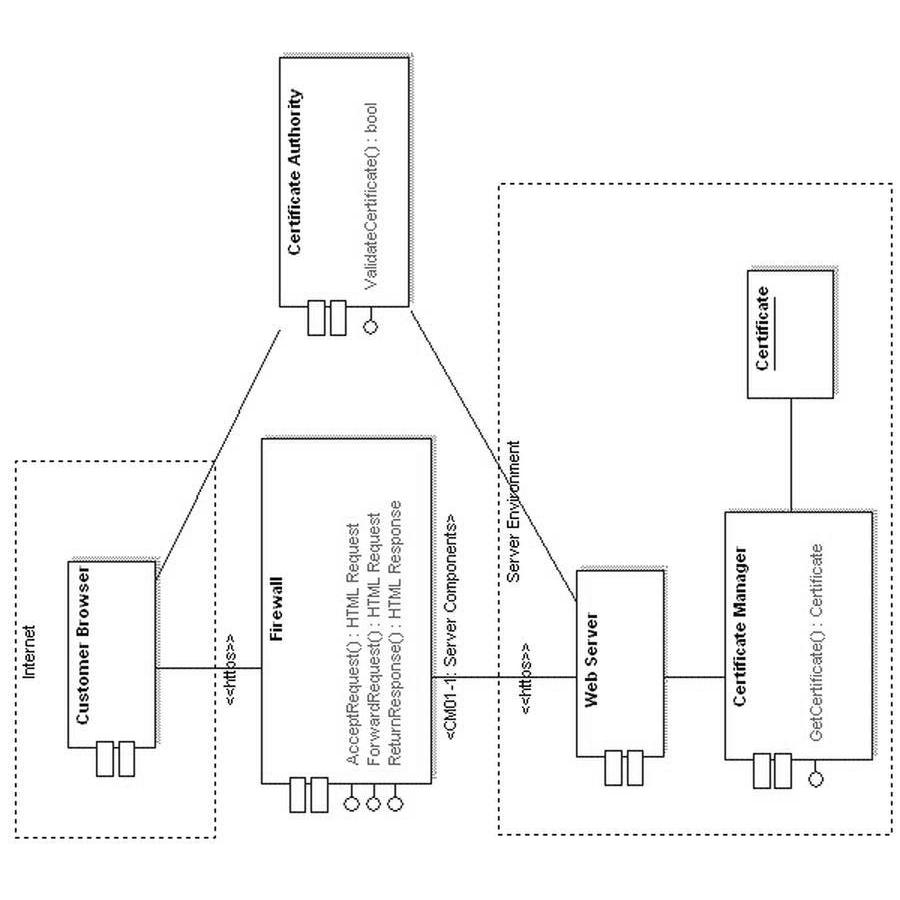 Internet
Customer Browser
<<https>>
Firewall
AcceptRequest() : HTML Request
ForwardRequest() : HTML Request
ReturnResponse() : HTML Response
Certificate Authority
ValidateCertificate() : bool
<CM01-1: Server Components>
Server Environment
<<https>>
Web Server
Certificate Manager
GetCertificate() : Certificate
Certificate